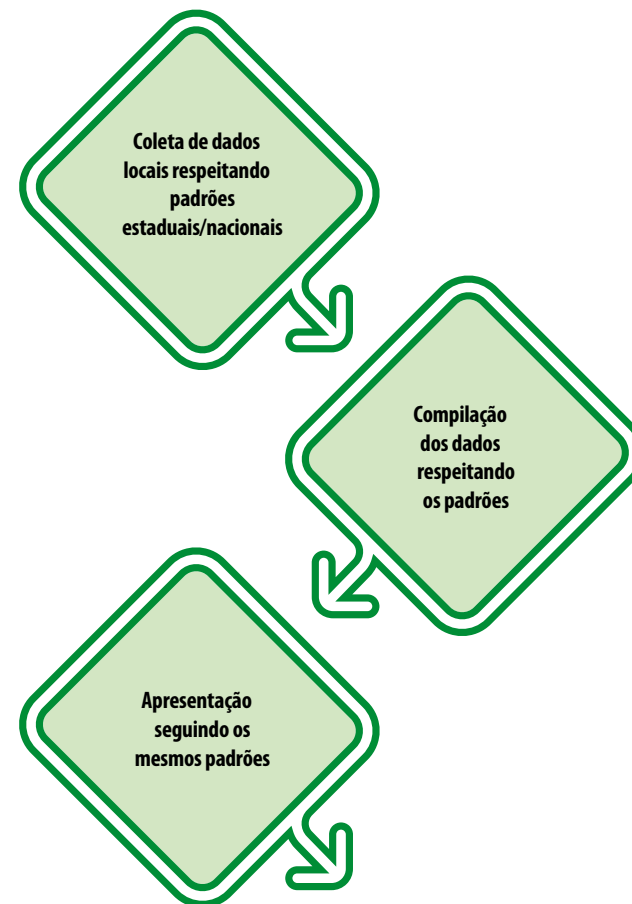 Coleta de dados
locais respeitando
padrões
estaduais/nacionais
Compilação
dos dados
respeitando
os padrões
Apresentação
seguindo os
mesmos padrões